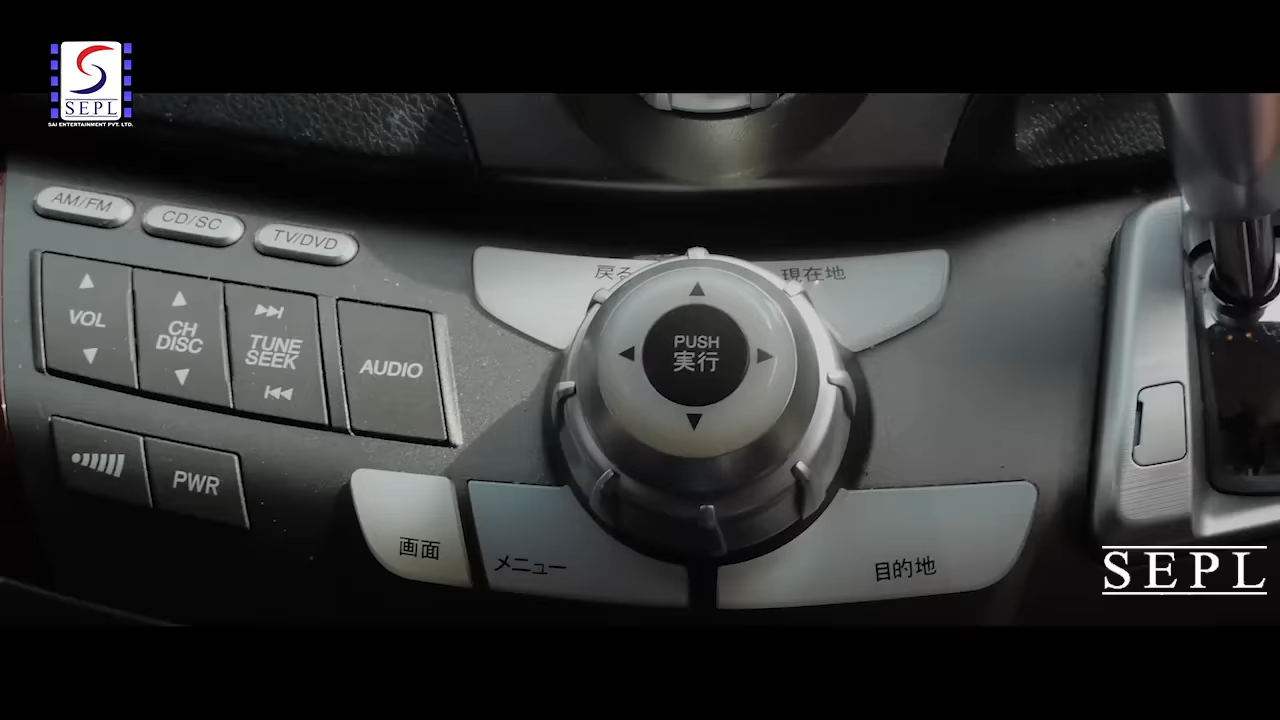 SEPL
SAI ENTERTAINMENT PVT. LTD.
AM/FM
CD/SC
TV/DVD
VOL
CH
DISC
TUNE
SEEK
AUDIO
PWR
戻る
現在地
PUSH
実行
画面
メニュー
目的地
SEPL